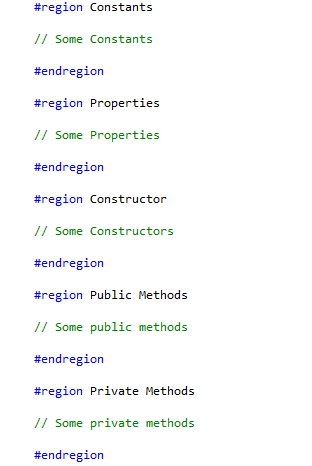 #region Constants
// Some Constants
#endregion
#region Properties
// Some Properties
#endregion
#region Constructor
// Some Constructors
#endregion
#region Public Methods
// Some public methods
#endregion
#region Private Methods
// Some private methods
#endregion